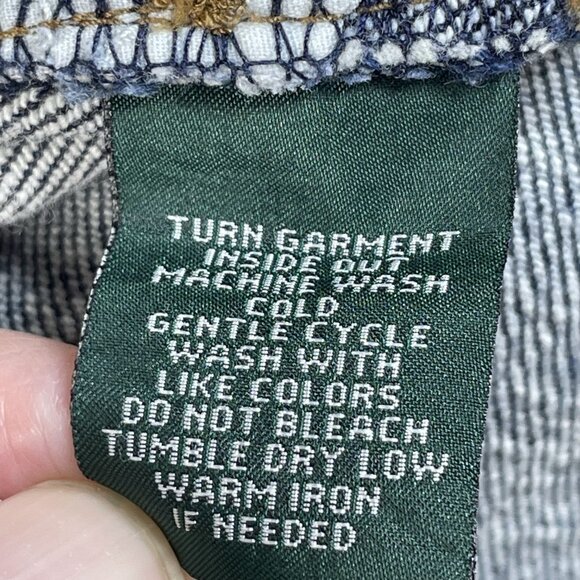 TURN GARMENT
INSIDE OUT
MACHINE WASH
COLD
GENTLE CYCLE
WASH WITH
LIKE COLORS
DO NOT BLEACH
TUMBLE DRY LOW
WARM IRON
IF NEEDED